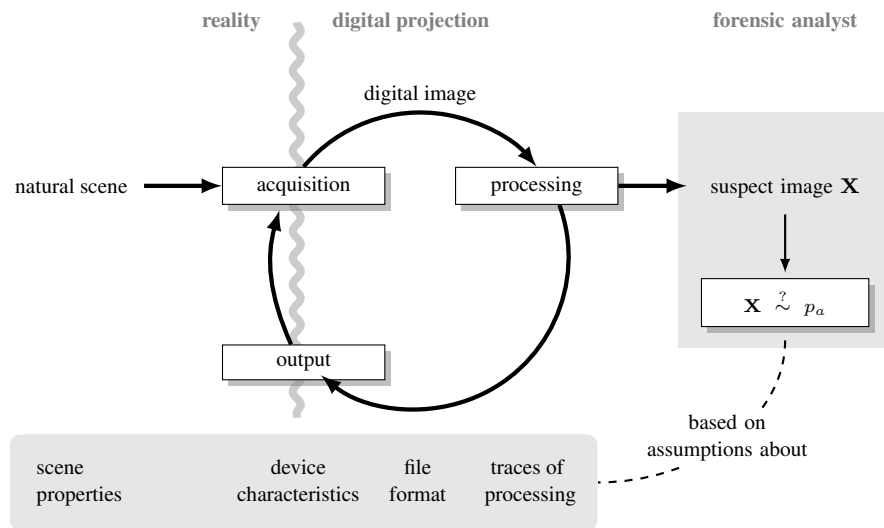 reality
digital projection
forensic analyst
digital image
natural scene
acquisition
processing
suspect image X
X ?∼ pₐ
output
based on
assumptions about
scene
properties
device
characteristics
file
format
traces of
processing